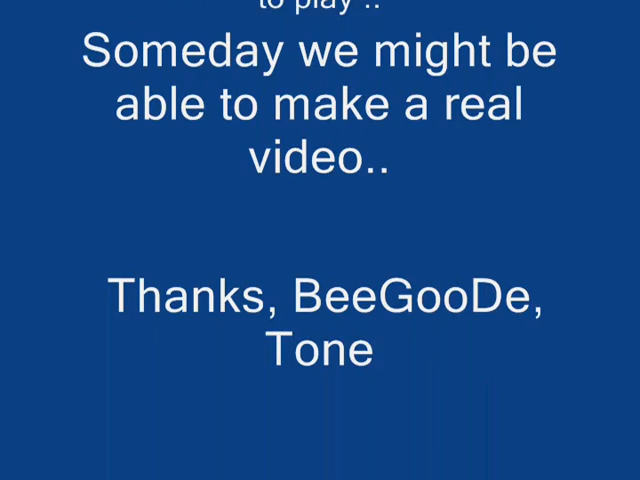 to play ..
Someday we might be
able to make a real
video..
Thanks, BeeGooDe,
Tone